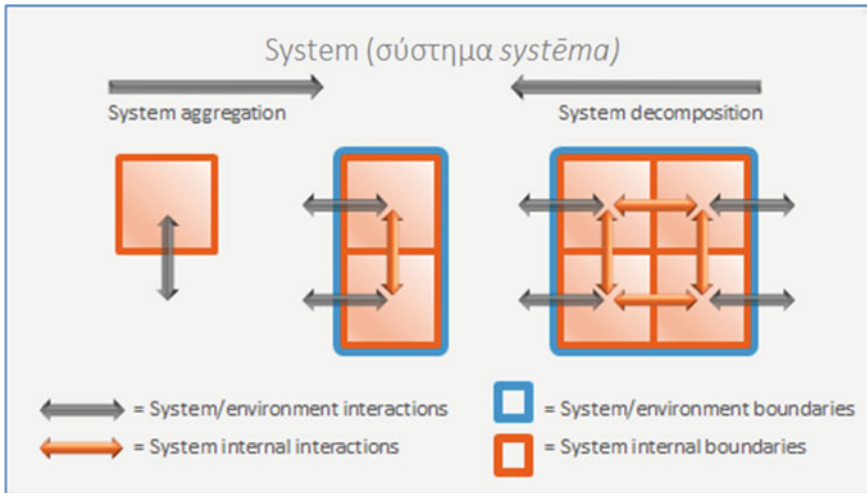 System (σύστημα systēma)
System aggregation
System decomposition
= System/environment interactions
= System internal interactions
= System/environment boundaries
= System internal boundaries